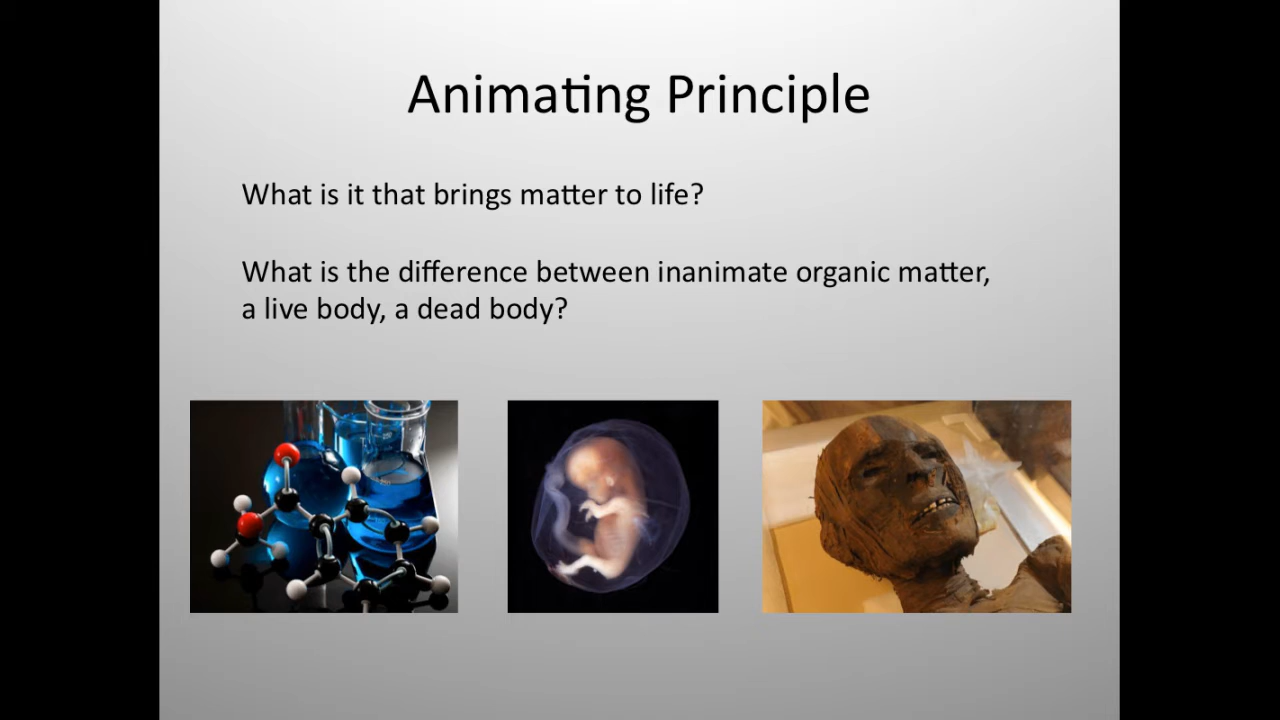 Animating Principle
What is it that brings matter to life?
What is the difference between inanimate organic matter,
a live body, a dead body?